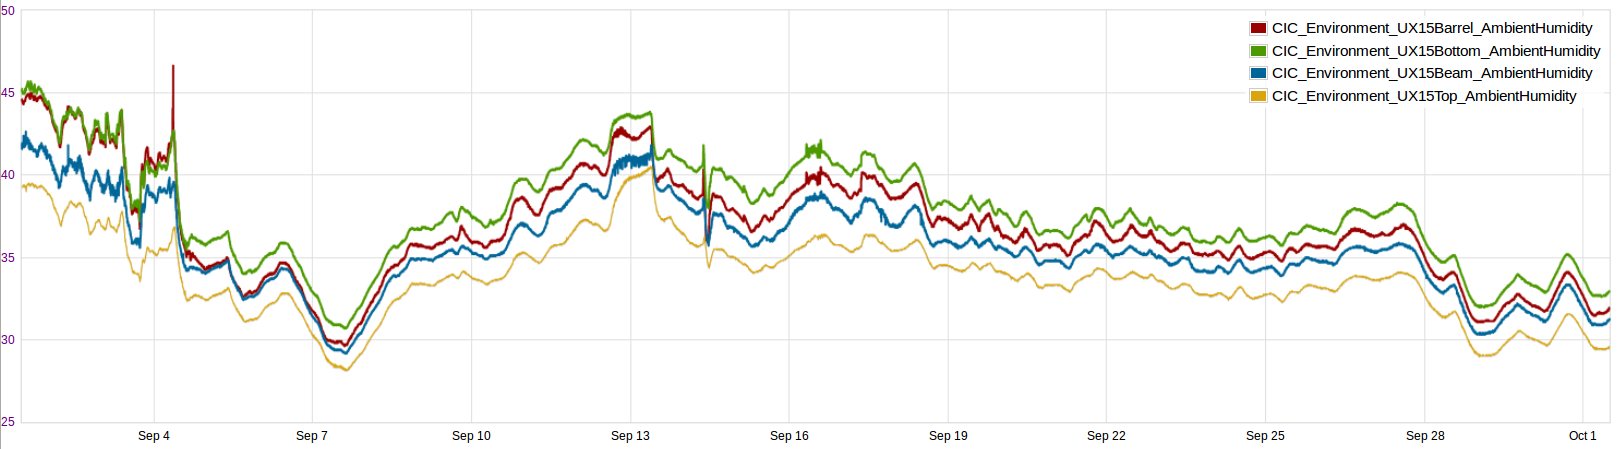 50
CIC_Environment_UX15Barrel_AmbientHumidity
CIC_Environment_UX15Bottom_AmbientHumidity
CIC_Environment_UX15Beam_AmbientHumidity
45
CIC_Environment_UX15Top_AmbientHumidity
40
35
30
25
Sep 4 Sep 7 Sep 10 Sep 13 Sep 16 Sep 19 Sep 22 Sep 25 Sep 28 Oct 1